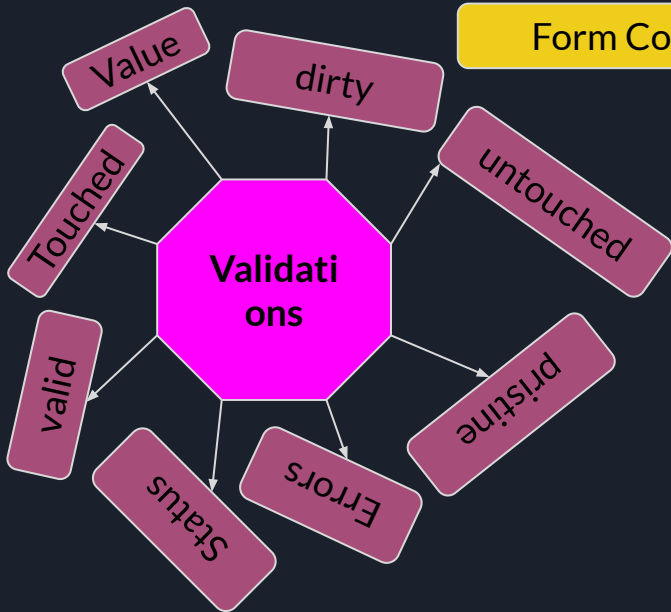 Form Co
Value
dirty
untouched
Touched
Validati
ons
valid
pristine
Status
Errors